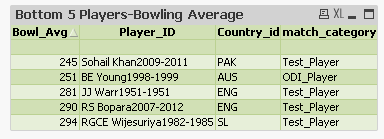 Bottom 5 Players-Bowling Average XL
Bowl_Avg Player_ID Country_id match_category
245 Sohail Khan2009-2011 PAK Test_Player
251 BE Young1998-1999 AUS ODI_Player
281 JJ Warr1951-1951 ENG Test_Player
290 RS Bopara2007-2012 ENG Test_Player
294 RGCE Wijesuriya1982-1985 SL Test_Player